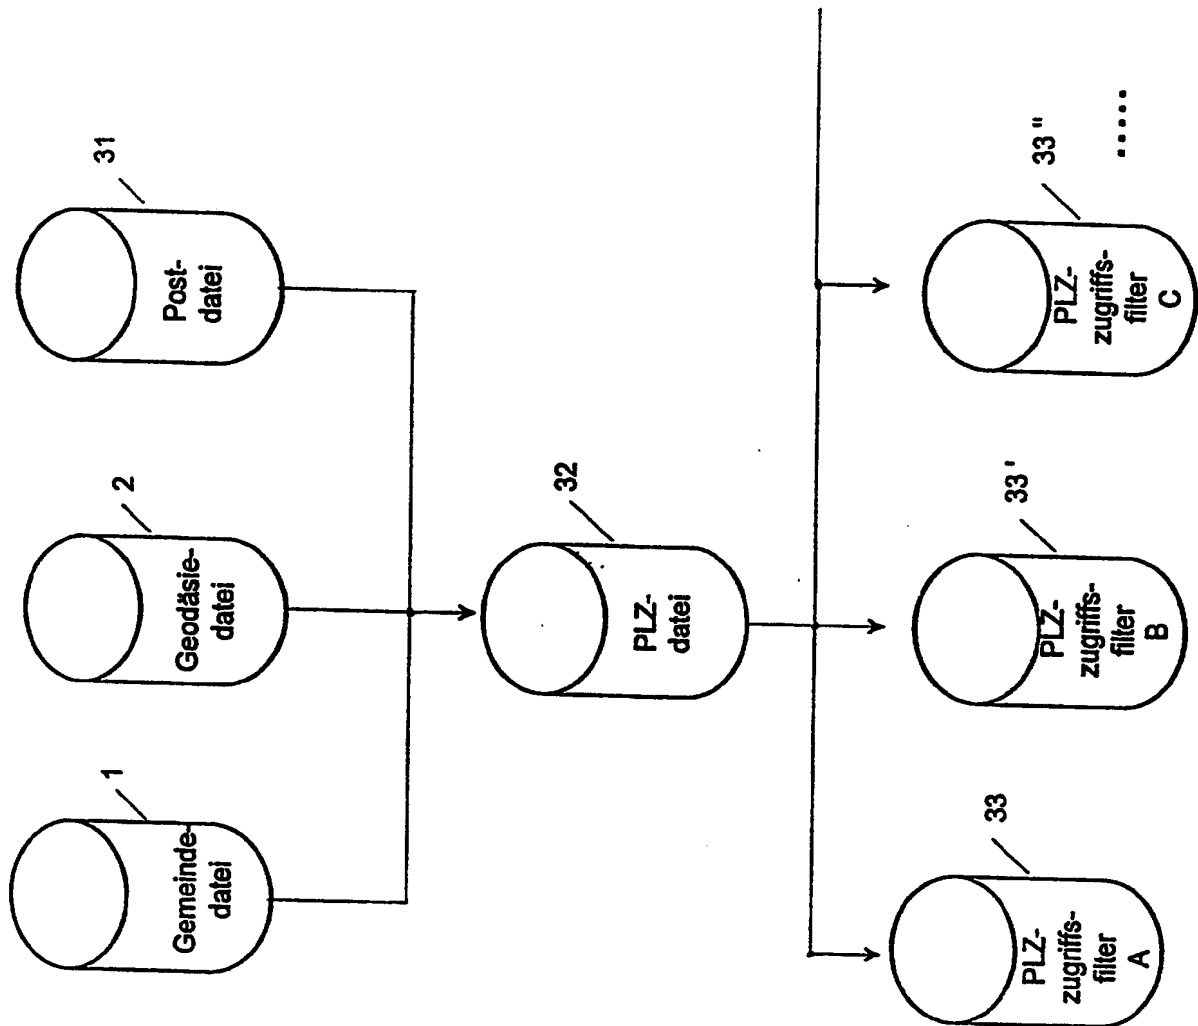 1
Gemeinde-
datei
2
Geodäsie-
datei
31
Post-
datei
32
PLZ-
datei
33
PLZ-
zugriffs-
filter
A
33'
PLZ-
zugriffs-
filter
B
33"
PLZ-
zugriffs-
filter
C
.....